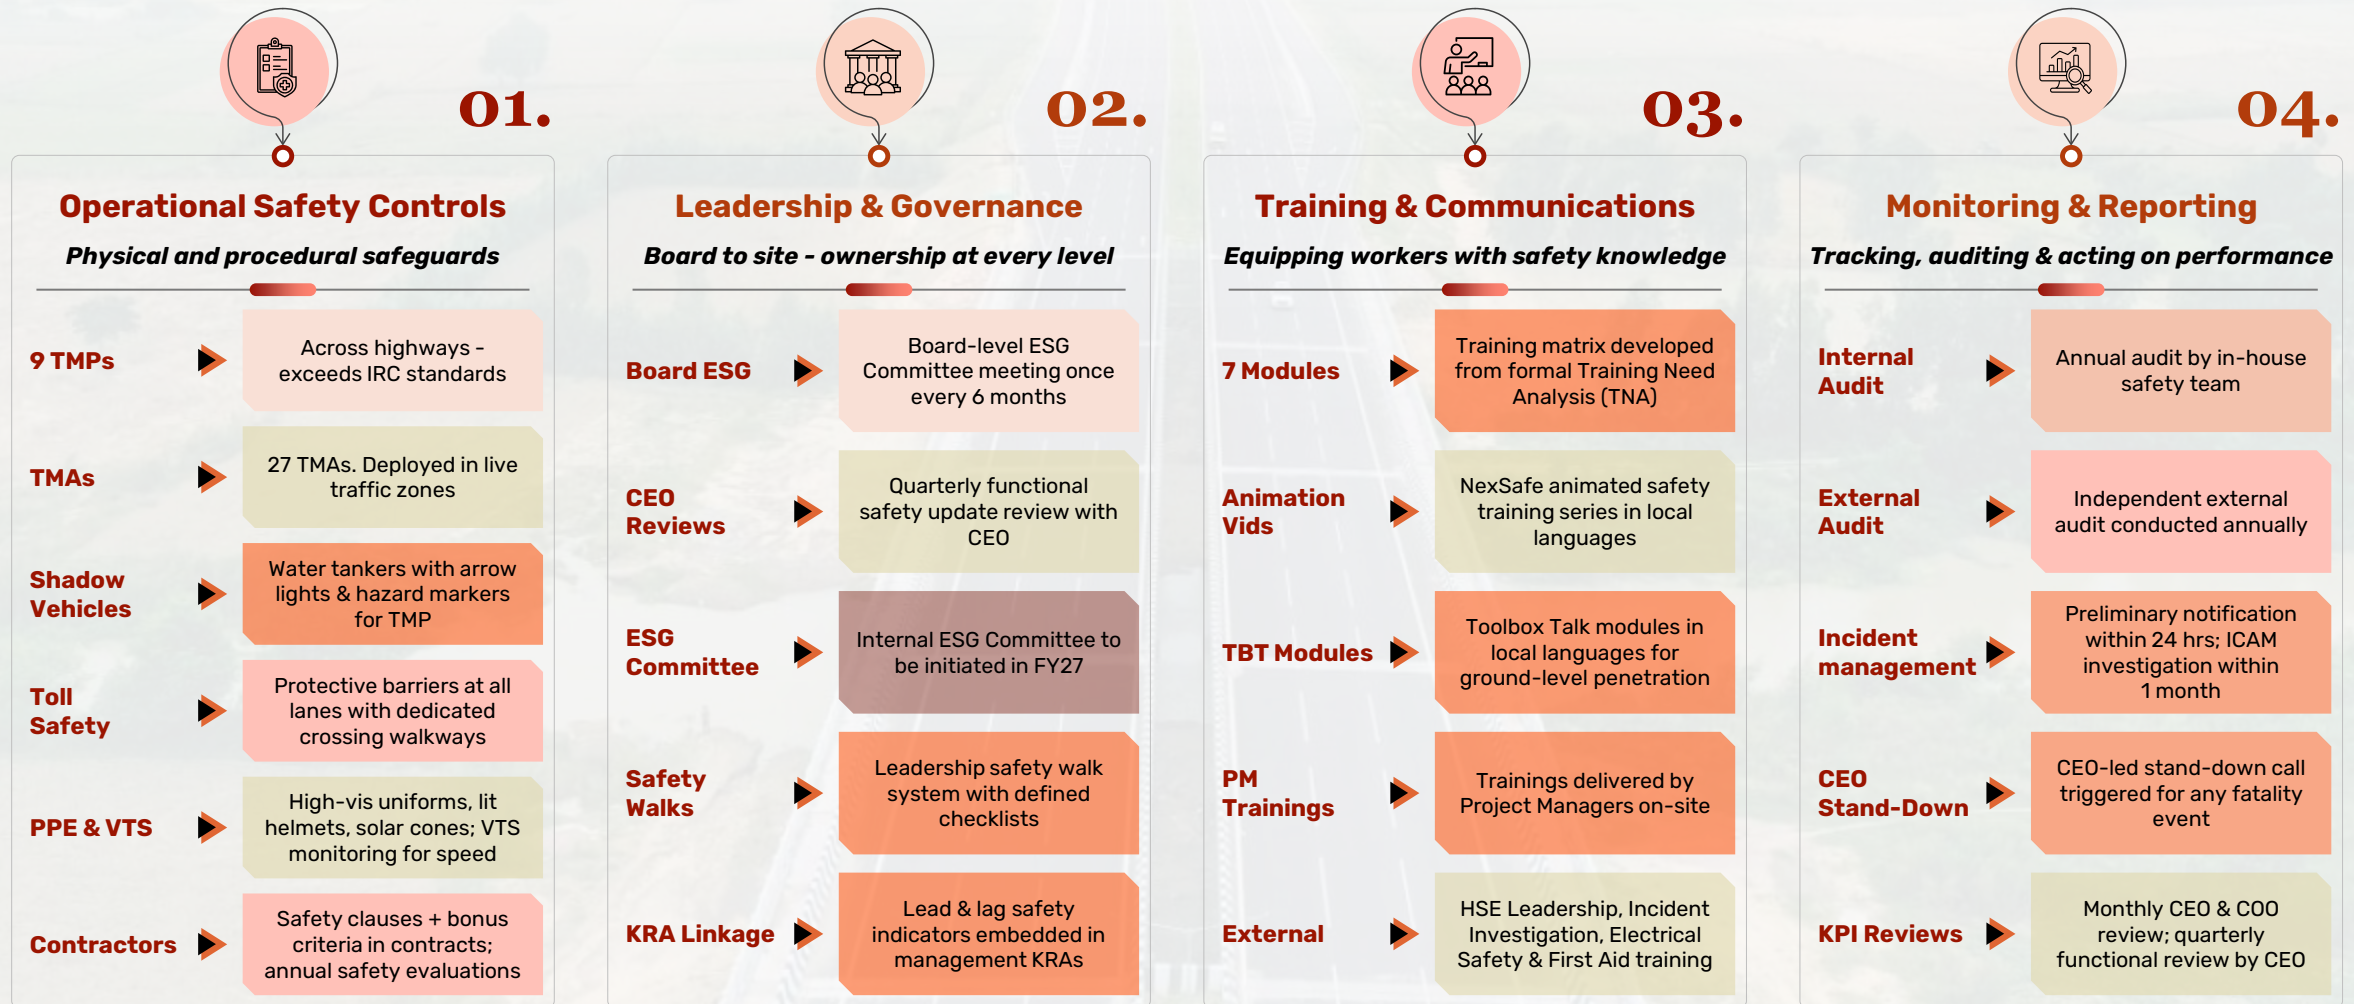 01.
Operational Safety Controls
Physical and procedural safeguards
9 TMPs
Across highways -
exceeds IRC standards
TMAs
27 TMAs. Deployed in live
traffic zones
Shadow
Vehicles
Water tankers with arrow
lights & hazard markers
for TMP
Toll
Safety
Protective barriers at all
lanes with dedicated
crossing walkways
PPE & VTS
High-vis uniforms, lit
helmets, solar cones; VTS
monitoring for speed
Contractors
Safety clauses + bonus
criteria in contracts;
annual safety evaluations
02.
Leadership & Governance
Board to site - ownership at every level
Board ESG
Board-level ESG
Committee meeting once
every 6 months
CEO
Reviews
Quarterly functional
safety update review with
CEO
ESG
Committee
Internal ESG Committee to
be initiated in FY27
Safety
Walks
Leadership safety walk
system with defined
checklists
KRA Linkage
Lead & lag safety
indicators embedded in
management KRAs
03.
Training & Communications
Equipping workers with safety knowledge
7 Modules
Training matrix developed
from formal Training Need
Analysis (TNA)
Animation
Vids
NexSafe animated safety
training series in local
languages
TBT Modules
Toolbox Talk modules in
local languages for
ground-level penetration
PM
Trainings
Trainings delivered by
Project Managers on-site
External
HSE Leadership, Incident
Investigation, Electrical
Safety & First Aid training
04.
Monitoring & Reporting
Tracking, auditing & acting on performance
Internal
Audit
Annual audit by in-house
safety team
External
Audit
Independent external
audit conducted annually
Incident
management
Preliminary notification
within 24 hrs; ICAM
investigation within
1 month
CEO
Stand-Down
CEO-led stand-down call
triggered for any fatality
event
KPI Reviews
Monthly CEO & COO
review; quarterly
functional review by CEO